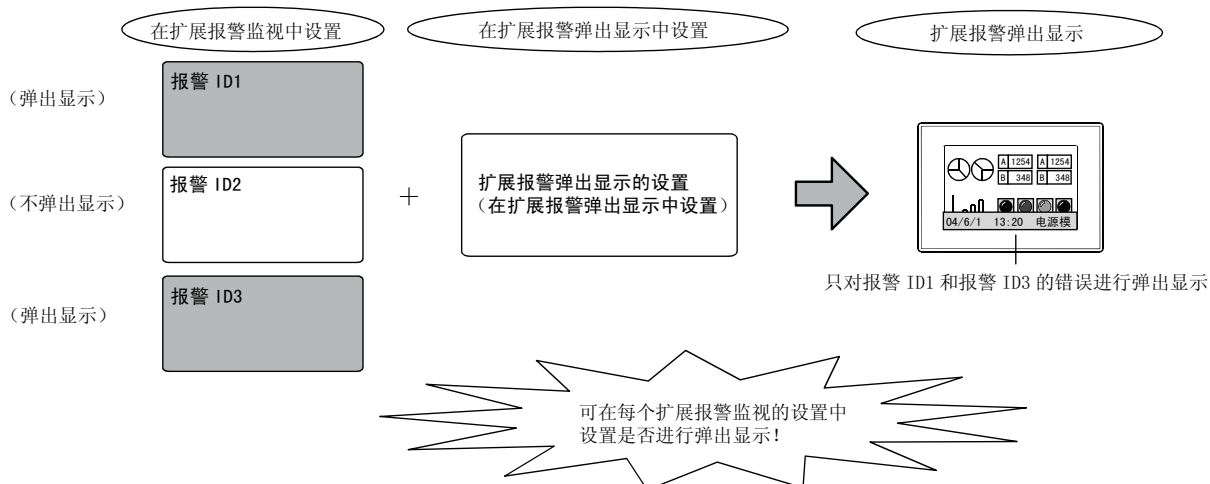 在扩展报警监视中设置
在扩展报警弹出显示中设置
扩展报警弹出显示
（弹出显示）
报警 ID1
（不弹出显示）
报警 ID2
+
扩展报警弹出显示的设置
（在扩展报警弹出显示中设置）
A 1254 A 1254
B 348 B 348
04/6/1 13:20 电源模
只对报警 ID1 和报警 ID3 的错误进行弹出显示
（弹出显示）
报警 ID3
可在每个扩展报警监视的设置中
设置是否进行弹出显示！